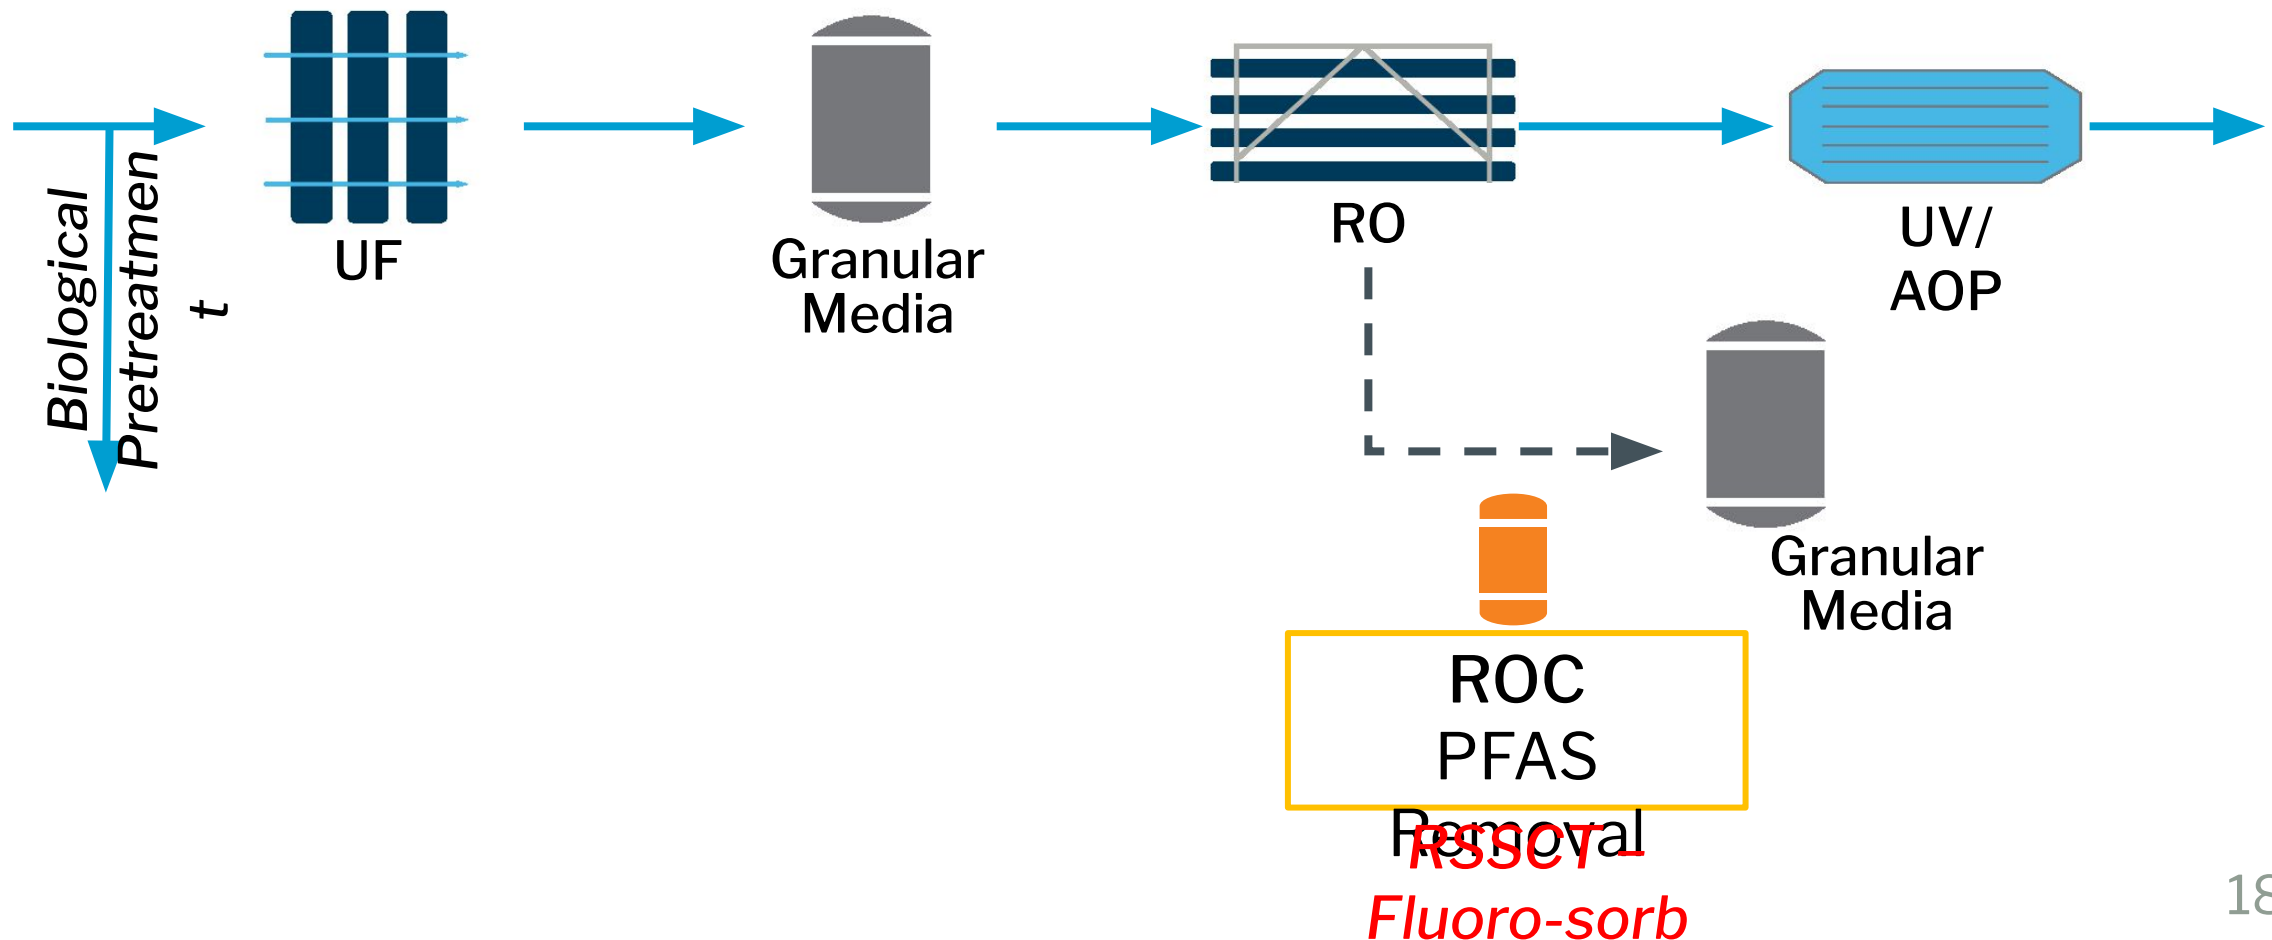 Biological
Pretreatmen
t
UF
Granular
Media
RO
UV/
AOP
Granular
Media
ROC
PFAS
Removal
RSSCT –
Fluoro-sorb
18